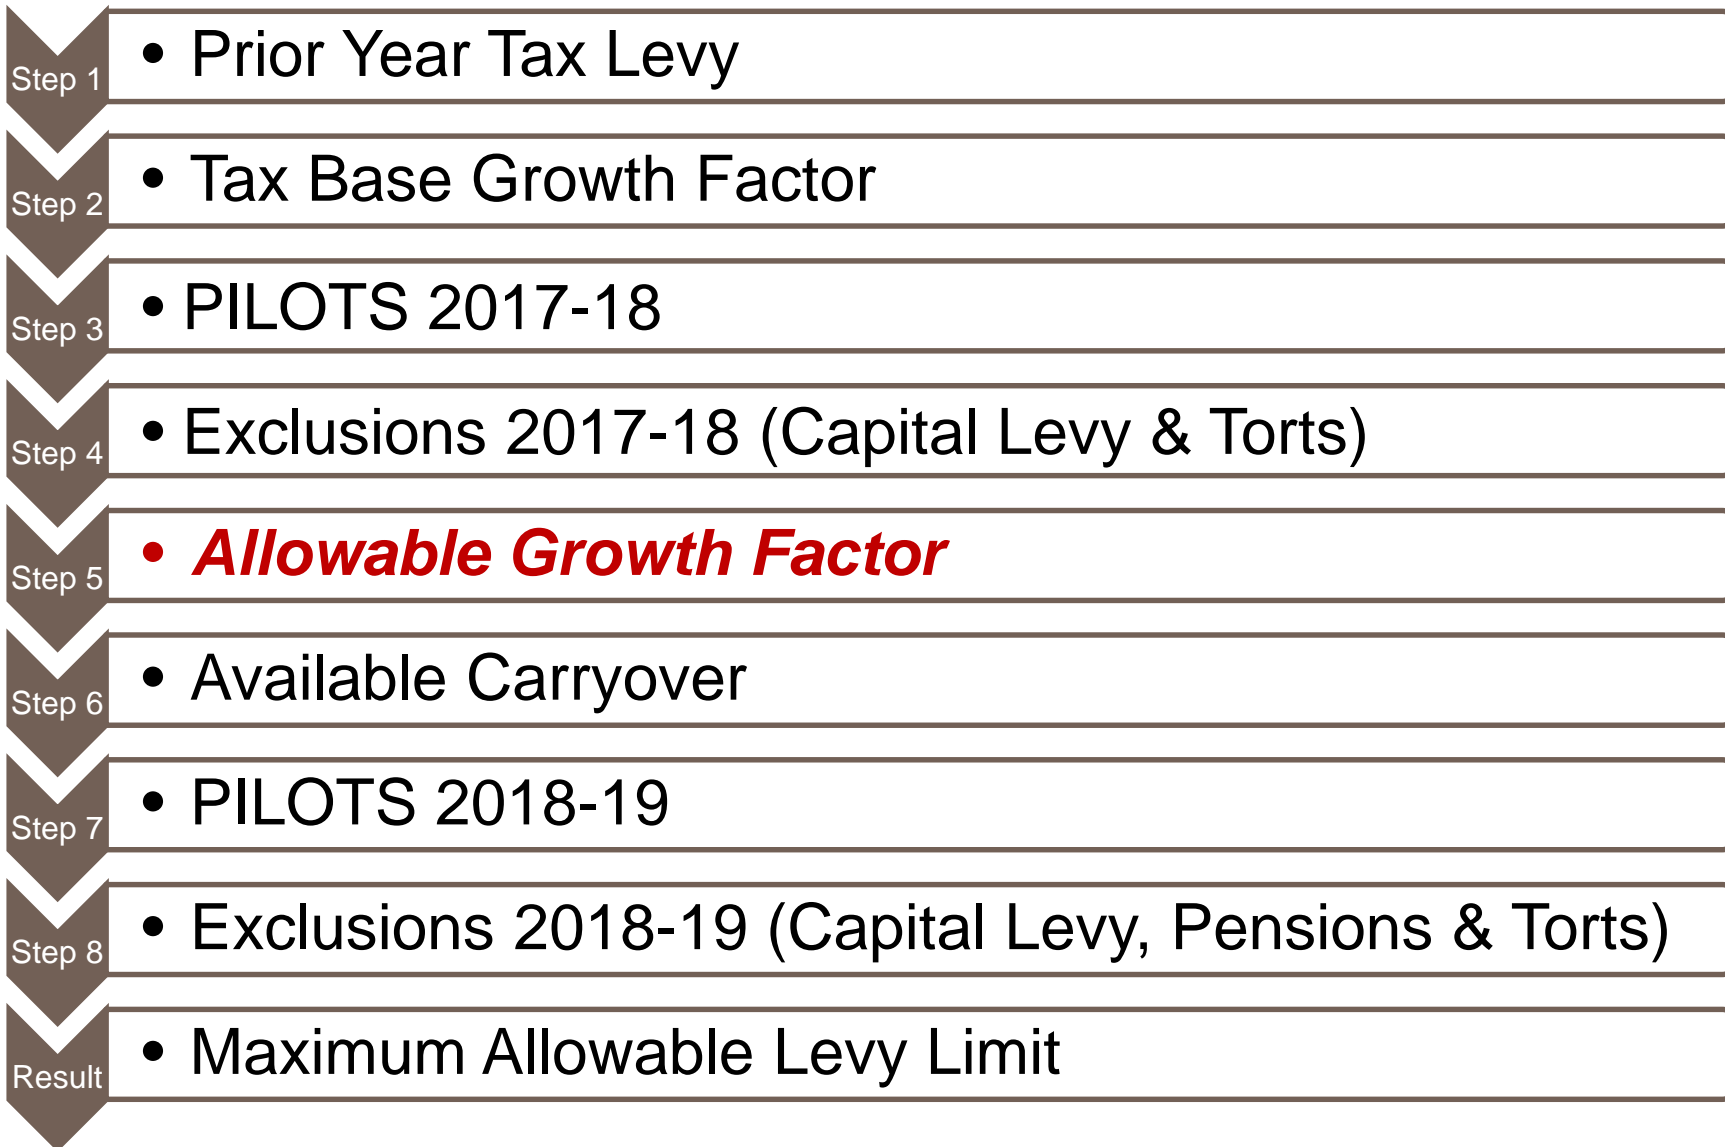 Step 1
• Prior Year Tax Levy
Step 2
• Tax Base Growth Factor
Step 3
• PILOTS 2017-18
Step 4
• Exclusions 2017-18 (Capital Levy & Torts)
Step 5
• Allowable Growth Factor
Step 6
• Available Carryover
Step 7
• PILOTS 2018-19
Step 8
• Exclusions 2018-19 (Capital Levy, Pensions & Torts)
Result
• Maximum Allowable Levy Limit